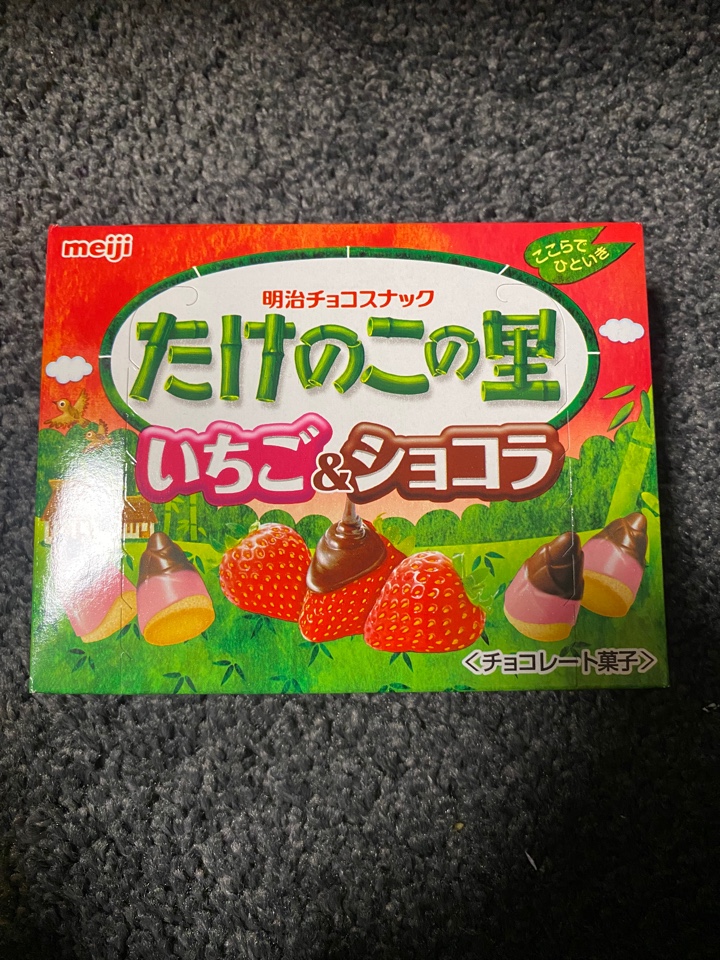 meiji
ここらで
ひといき
明治チョコスナック
たけのこの里
いちご&ショコラ
〈チョコレート菓子〉